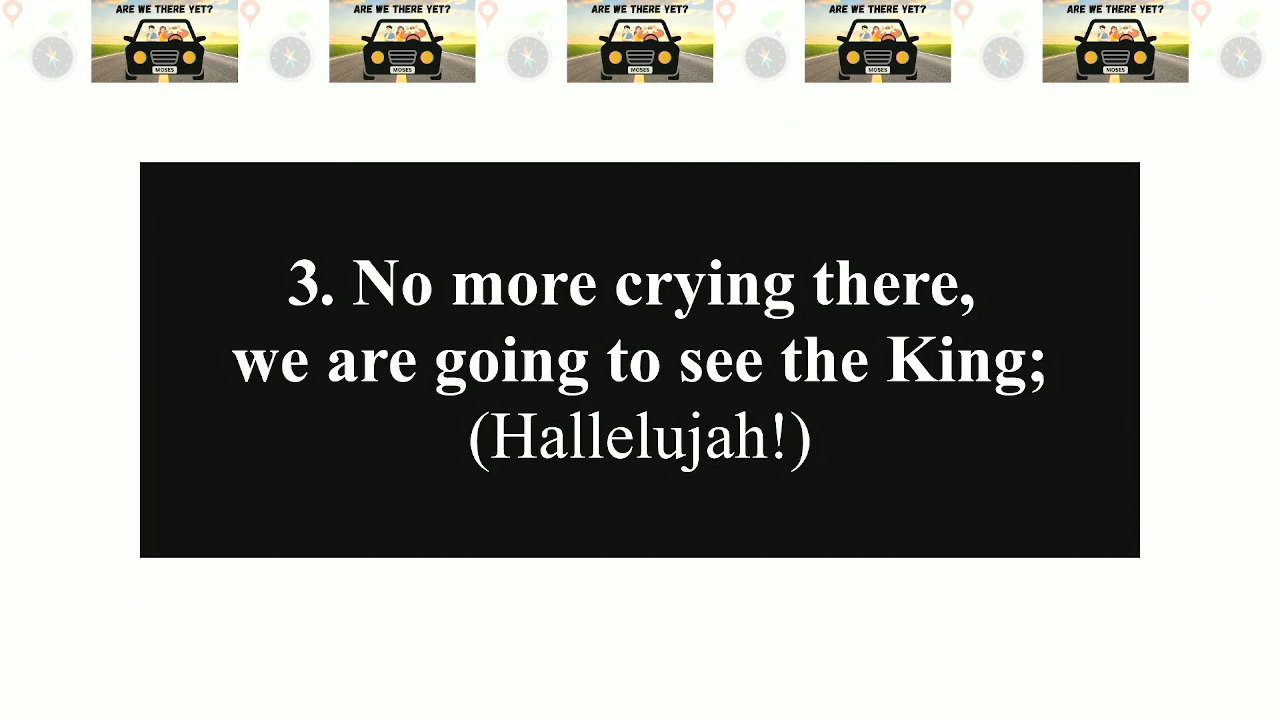 ARE WE THERE YET? ARE WE THERE YET? ARE WE THERE YET? ARE WE THERE YET? ARE WE THERE YET?
MOSES MOSES MOSES MOSES MOSES
3. No more crying there,
we are going to see the King;
(Hallelujah!)